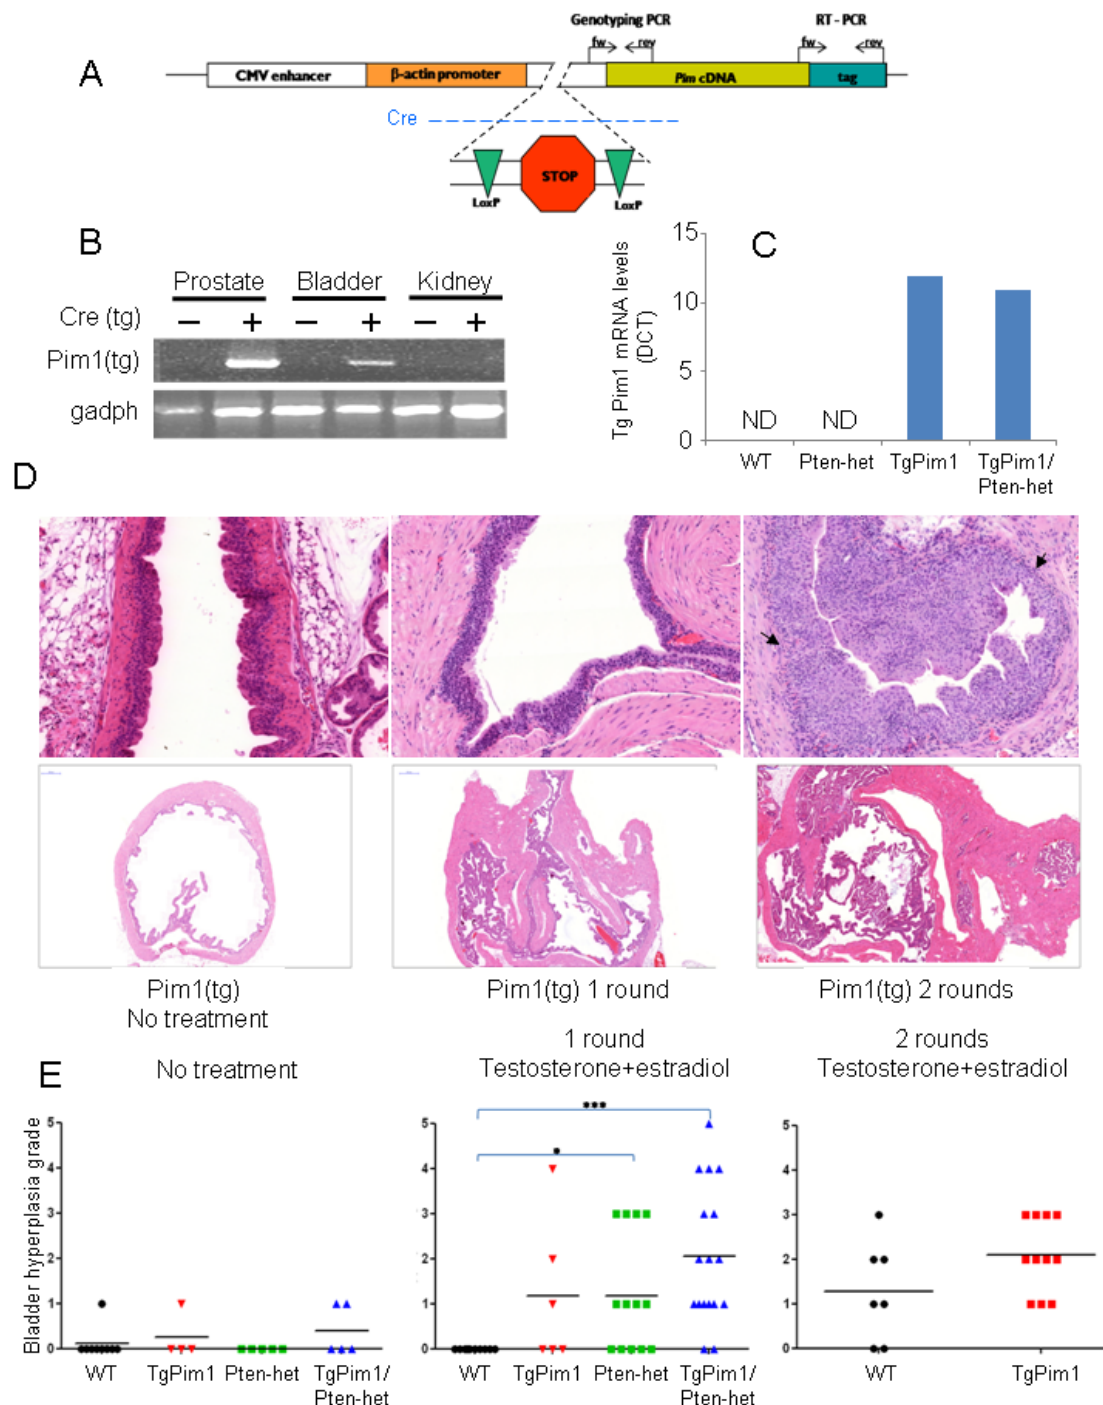 Genotyping PCR
RT - PCR
fw
rev
fw
rev
A
CMV enhancer
β-actin promoter
Pim cDNA
tag
Cre
STOP
LoxP
LoxP
B
Prostate
Bladder
Kidney
Cre (tg)
− + − + − +
Pim1(tg)
gadph
C
Tg Pim1 mRNA levels
(DCT)
15
10
5
0
ND
ND
WT
Pten-het
TgPim1
TgPim1/
Pten-het
D
Pim1(tg)
No treatment
Pim1(tg) 1 round
Pim1(tg) 2 rounds
E
No treatment
1 round
Testosterone+estradiol
2 rounds
Testosterone+estradiol
Bladder hyperplasia grade
5
4
3
2
1
0
WT
TgPim1
Pten-het
TgPim1/
Pten-het
***
*
5
4
3
2
1
0
WT
TgPim1
Pten-het
TgPim1/
Pten-het
5
4
3
2
1
0
WT
TgPim1